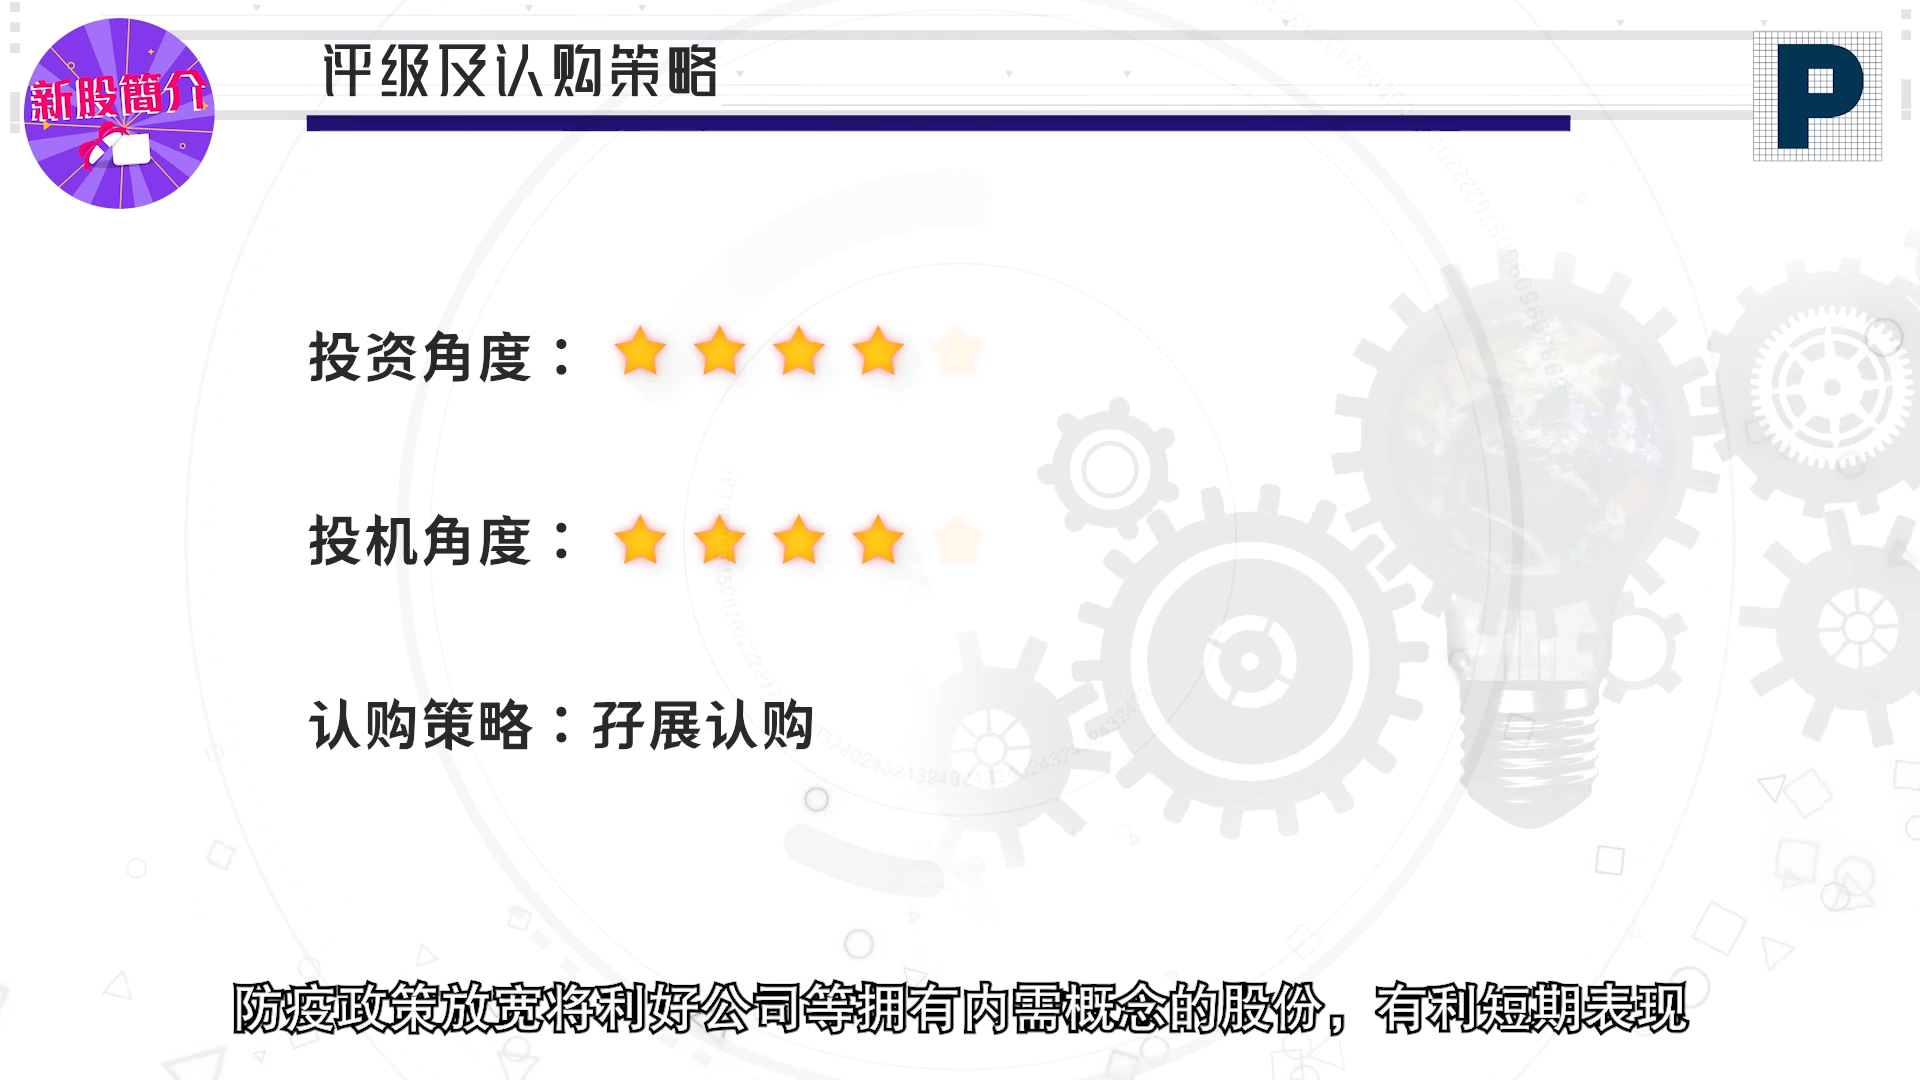 新股簡介
评级及认购策略
P
投资角度：
投机角度：
认购策略：孖展认购
防疫政策放宽将利好公司等拥有内需概念的股份，有利短期表现